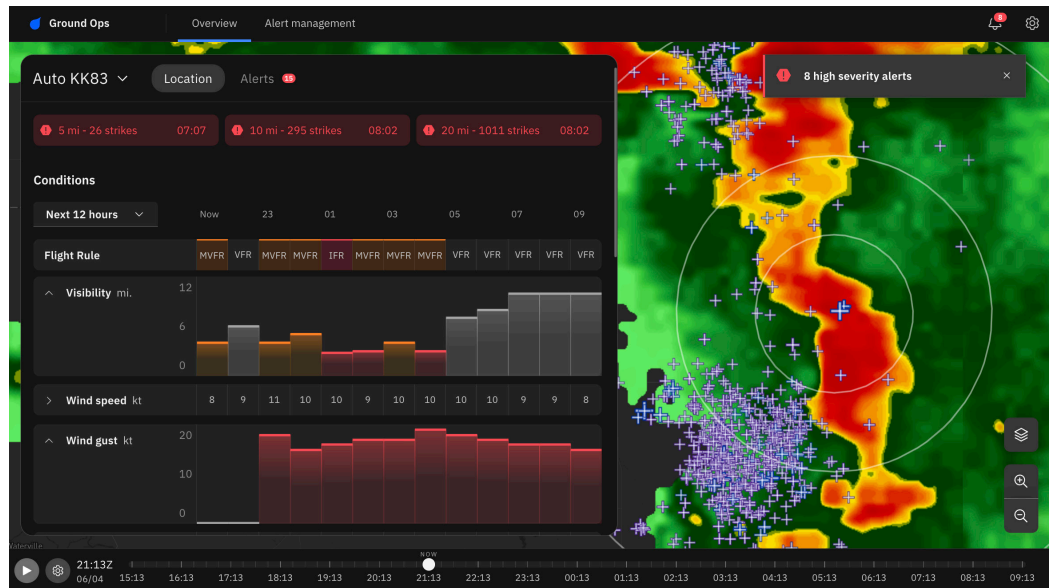 Ground Ops
Overview
Alert management
8
Auto KK83
Location
Alerts 15
8 high severity alerts
5 mi - 26 strikes 07:07
10 mi - 295 strikes 08:02
20 mi - 1011 strikes 08:02
Conditions
Next 12 hours
Now 23 01 03 05 07 09
Flight Rule MVFR VFR MVFR MVFR IFR MVFR MVFR MVFR VFR VFR VFR VFR VFR
Visibility mi.
12
6
0
Wind speed kt 8 9 11 10 10 9 10 10 10 10 9 9 8
Wind gust kt
20
10
0
Waterville
NOW
21:13Z
06/04
15:13 16:13 17:13 18:13 19:13 20:13 21:13 22:13 23:13 00:13 01:13 02:13 03:13 04:13 05:13 06:13 07:13 08:13 09:13